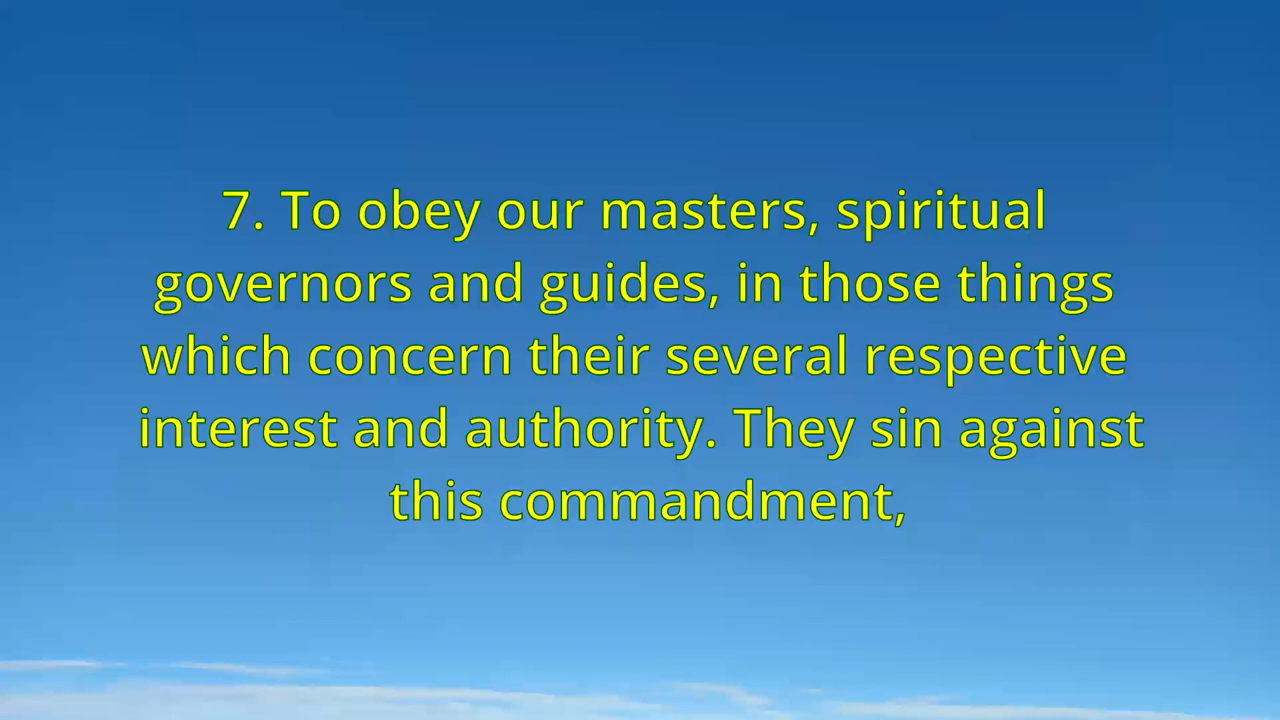 7. To obey our masters, spiritual
governors and guides, in those things
which concern their several respective
interest and authority. They sin against
this commandment,